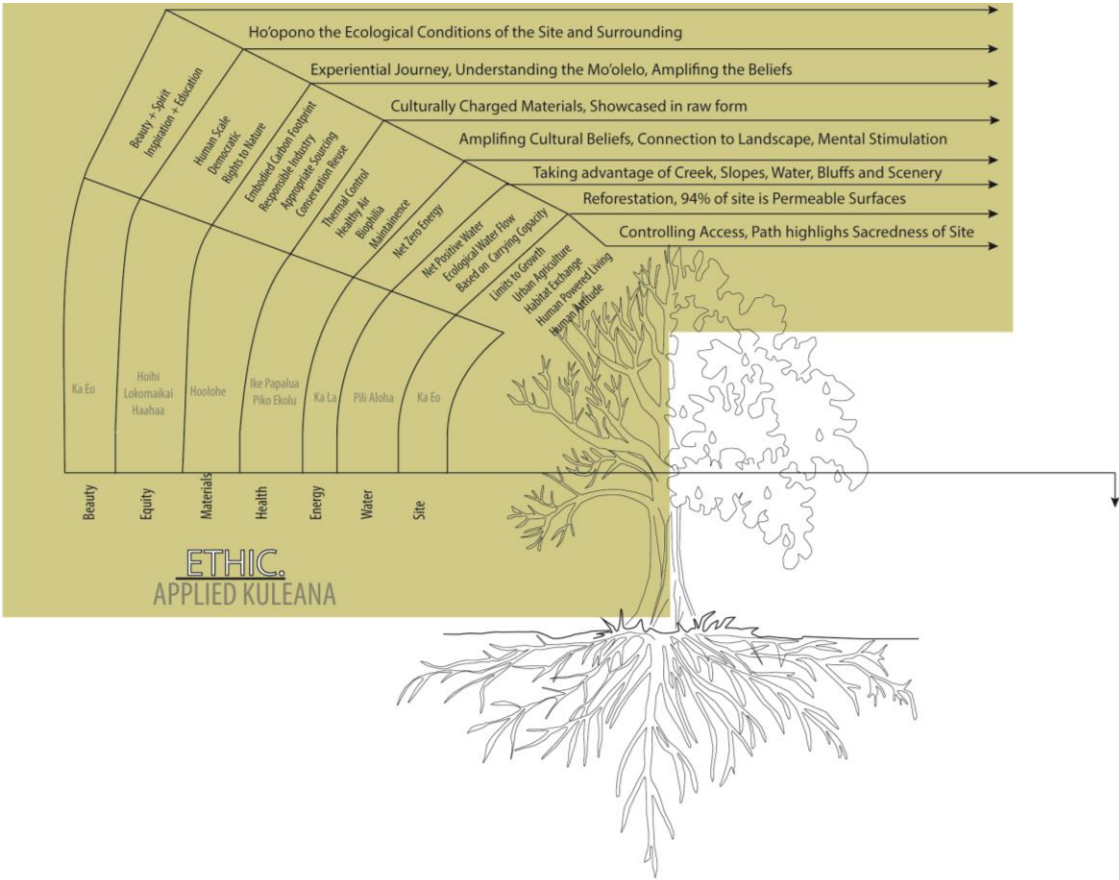 Ho'opono the Ecological Conditions of the Site and Surrounding
Experiential Journey, Understanding the Mo'olelo, Amplifing the Beliefs
Culturally Charged Materials, Showcased in raw form
Amplifing Cultural Beliefs, Connection to Landscape, Mental Stimulation
Taking advantage of Creek, Slopes, Water, Bluffs and Scenery
Reforestation, 94% of site is Permeable Surfaces
Controlling Access, Path highlighs Sacredness of Site
Beauty + Spirit
Inspiration + Education
Human Scale
Democratic
Rights to Nature
Embodied Carbon Footprint
Responsible Industry
Appropriate Sourcing
Conservation Reuse
Thermal Control
Healthy Air
Biophilia
Maintainence
Net Zero Energy
Net Positive Water
Ecological Water Flow
Based on Carrying Capacity
Limits to Growth
Urban Agriculture
Habitat Exchange
Human Powered Living
Human Attitude
Ka Eo
Hoihi
Lokomaikai
Haahaa
Hoolohe
Ike Papalua
Piko Ekolu
Ka La
Pili Aloha
Ka Eo
Beauty
Equity
Materials
Health
Energy
Water
Site
ETHIC.
APPLIED KULEANA